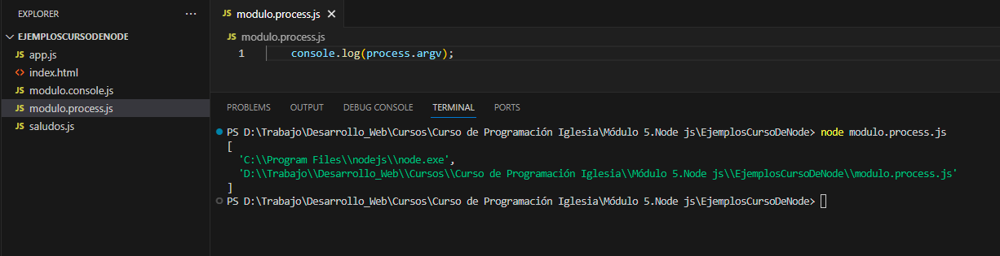 EXPLORER
···
EJEMPLOSCURSODENODE
JS app.js
<> index.html
JS modulo.console.js
JS modulo.process.js
JS saludos.js
JS modulo.process.js ×
JS modulo.process.js
1 console.log(process.argv);
PROBLEMS OUTPUT DEBUG CONSOLE TERMINAL PORTS
PS D:\Trabajo\Desarrollo_Web\Cursos\Curso de Programación Iglesia\Módulo 5.Node js\EjemplosCursoDeNode> node modulo.process.js
[
'C:\\Program Files\\nodejs\\node.exe',
'D:\\Trabajo\\Desarrollo_Web\\Cursos\\Curso de Programación Iglesia\\Módulo 5.Node js\\EjemplosCursoDeNode\\modulo.process.js'
]
PS D:\Trabajo\Desarrollo_Web\Cursos\Curso de Programación Iglesia\Módulo 5.Node js\EjemplosCursoDeNode>